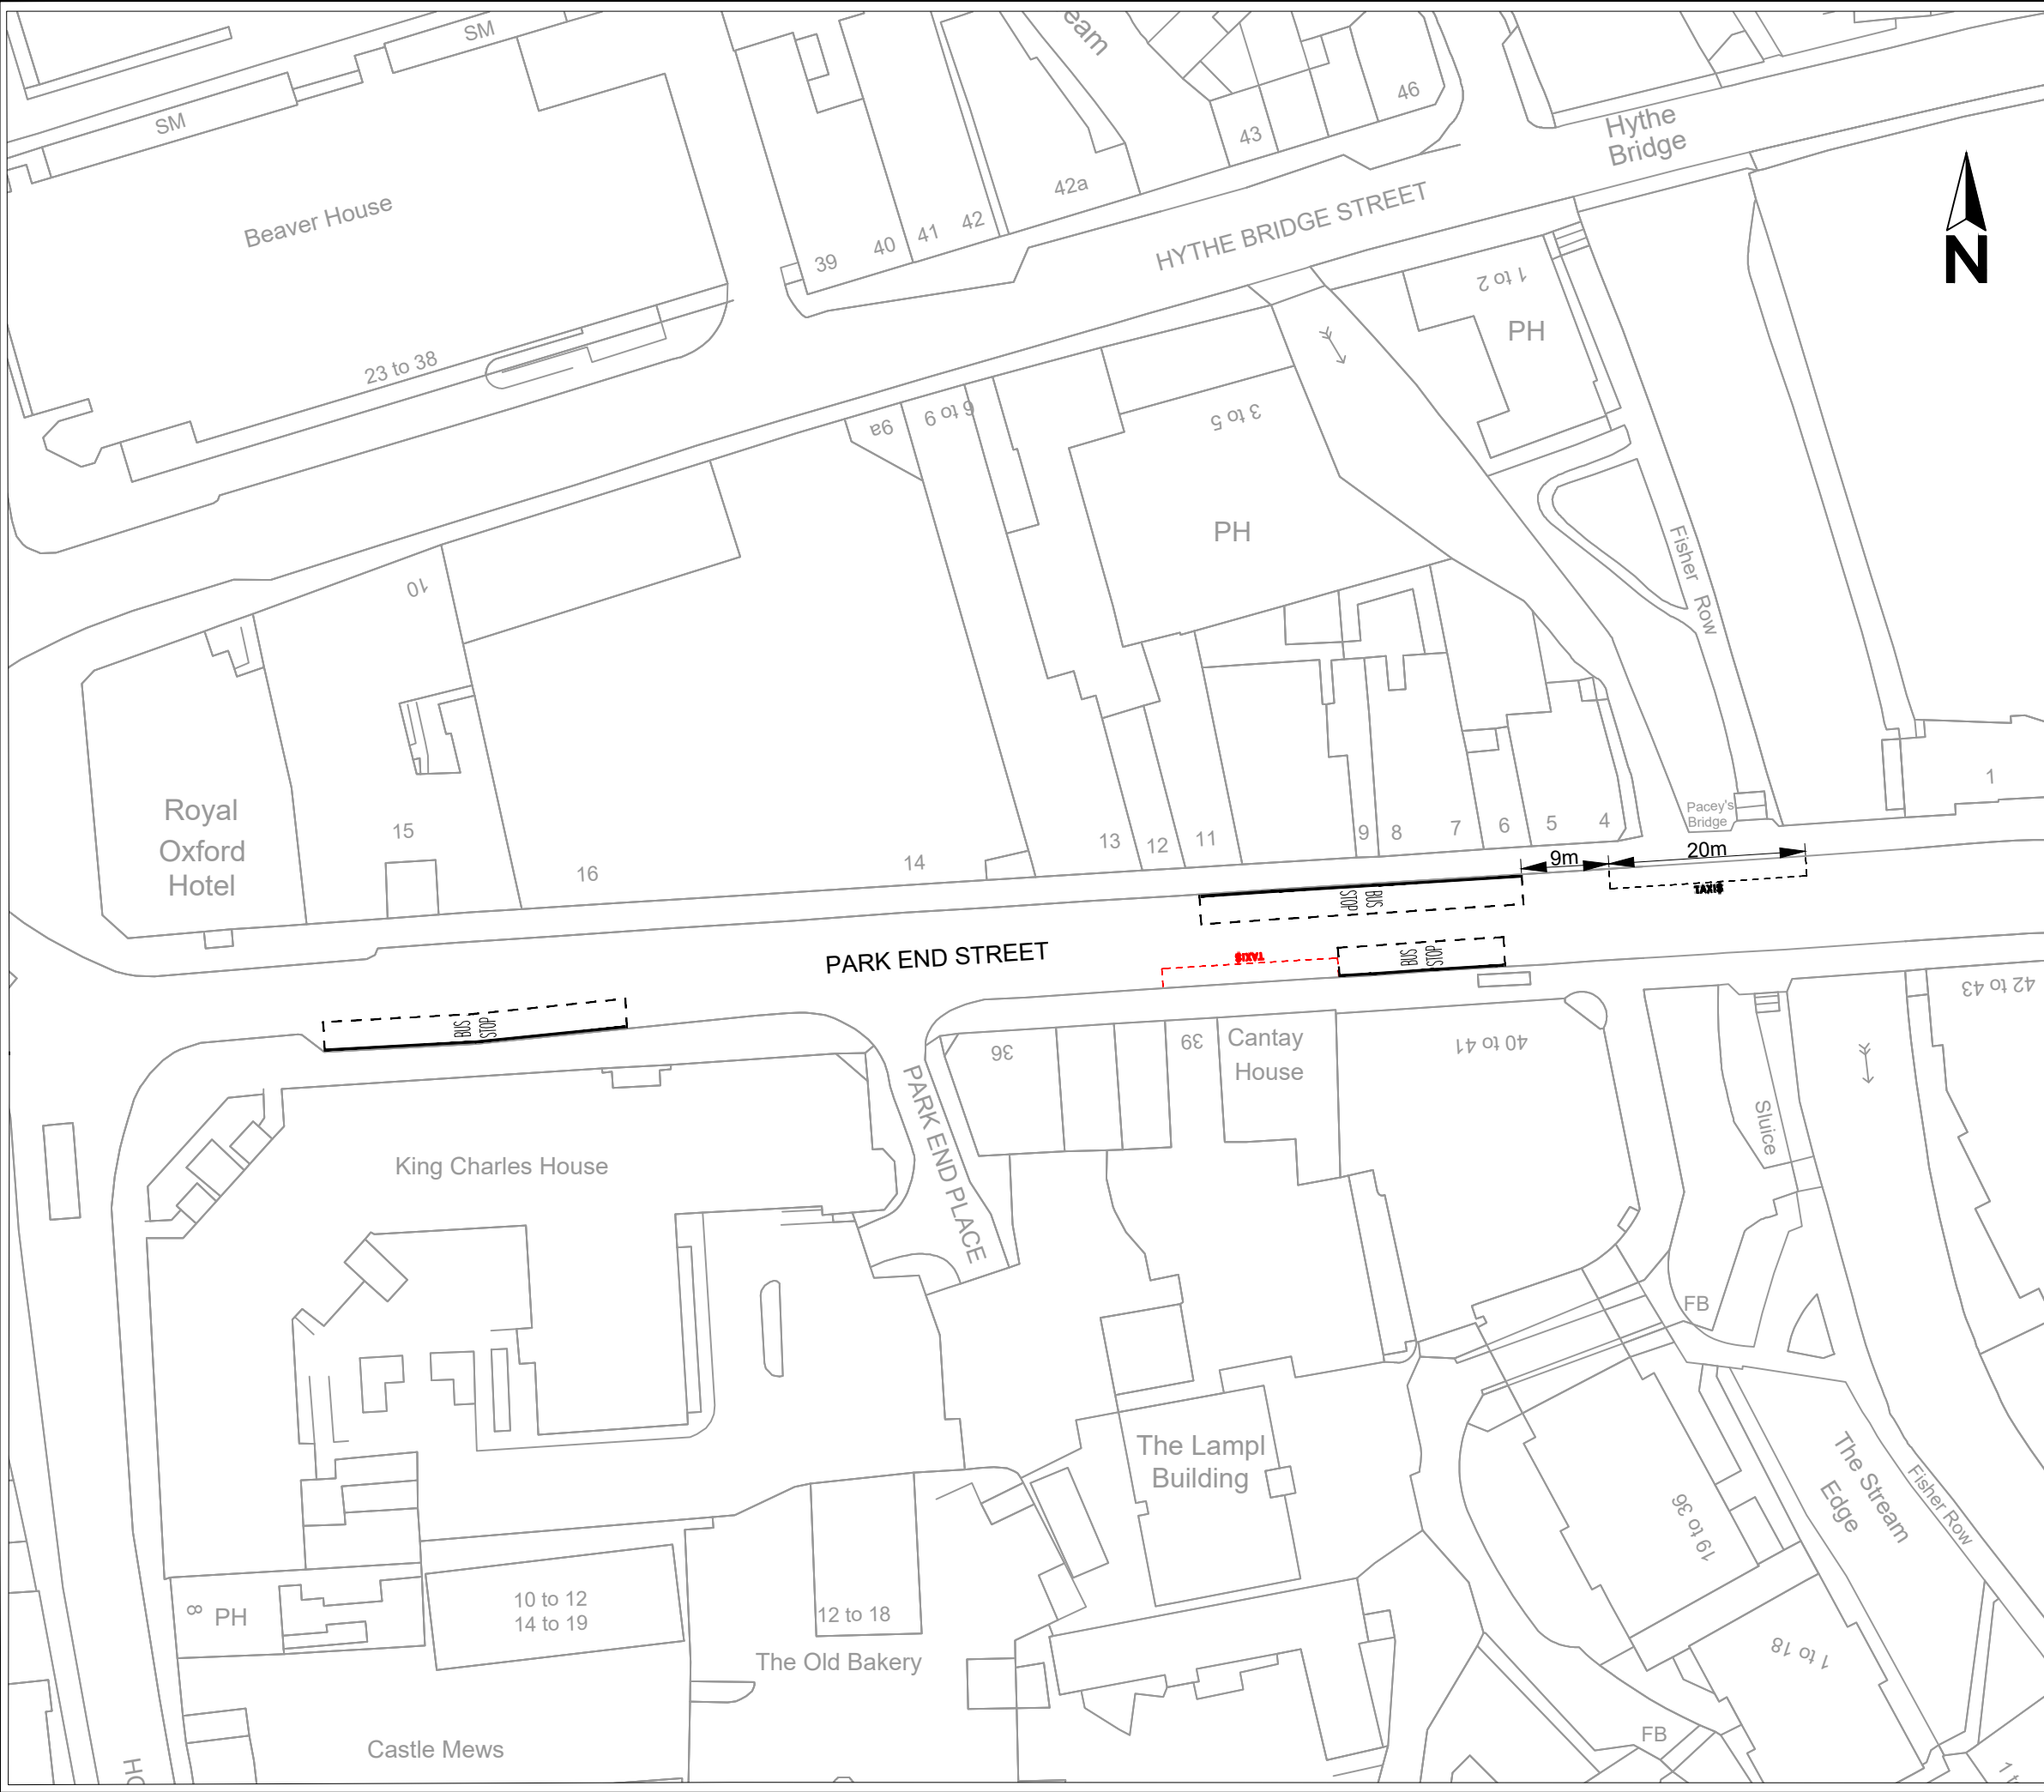 SM
eam
SM
46
43
Hythe
Bridge
42a
HYTHE BRIDGE STREET
Beaver House
39
40
41
42
N
1 to 2
PH
23 to 38
9a
6 to 9
3 to 5
PH
Fisher Row
10
Royal
Oxford
Hotel
15
16
14
13
12
11
9
8
7
6
5
4
Pacey's
Bridge
1
9m
20m
TAXIS
BUS
STOP
PARK END STREET
TAXIS
BUS
STOP
BUS
STOP
42 to 43
36
39
Cantay
House
40 to 41
PARK END PLACE
Sluice
King Charles House
FB
The Lampl
Building
The Stream
Edge
Fisher Row
19 to 36
8
PH
10 to 12
14 to 19
12 to 18
The Old Bakery
1 to 18
Castle Mews
FB
HO